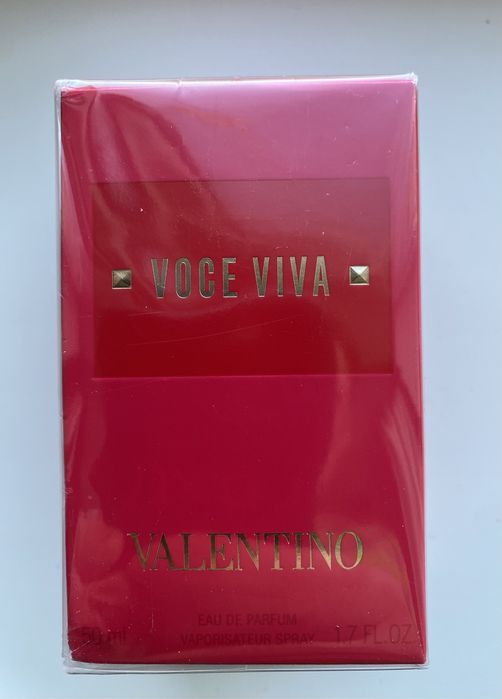 VOCE VIVA
VALENTINO
EAU DE PARFUM
50 ml VAPORISATEUR SPRAY 1.7 FL.OZ